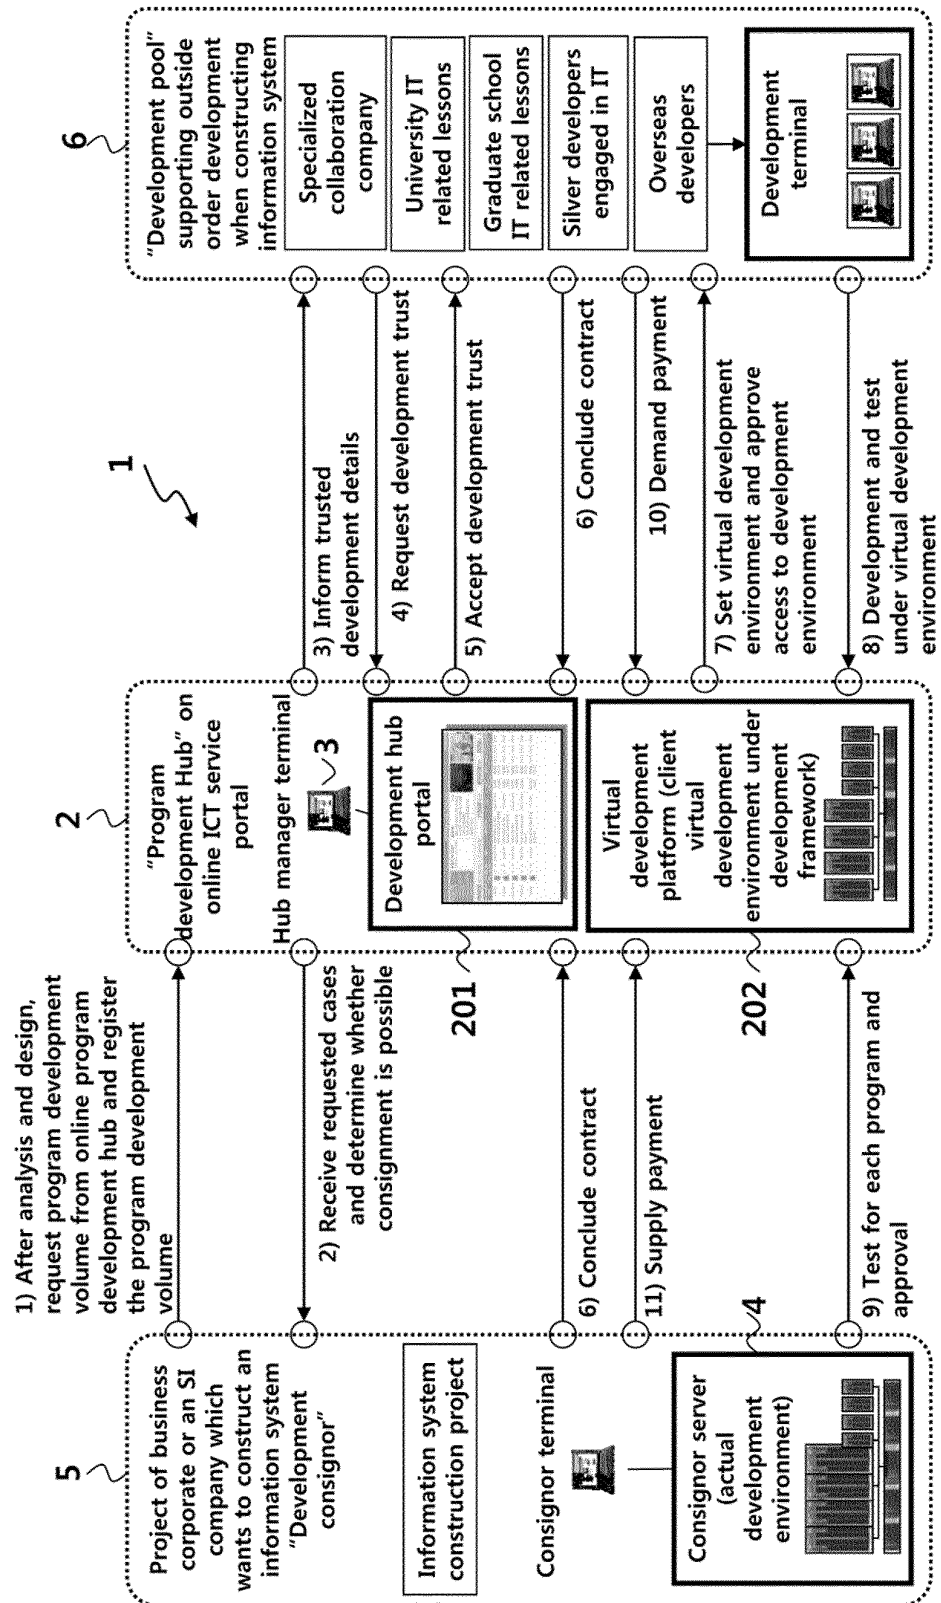 5
Project of business
corporate or an SI
company which
wants to construct an
information system
"Development
consignor"
Information system
construction project
Consignor terminal
Consignor server
(actual
development
environment)
4
1) After analysis and design,
request program development
volume from online program
development hub and register
the program development
volume
2) Receive requested cases
and determine whether
consignment is possible
6) Conclude contract
11) Supply payment
9) Test for each program and
approval
2
"Program
development Hub" on
online ICT service
portal
Hub manager terminal
3
Development hub
portal
201
Virtual
development
platform (client
virtual
development
environment under
development
framework)
202
1
3) Inform trusted
development details
4) Request development trust
5) Accept development trust
6) Conclude contract
10) Demand payment
7) Set virtual development
environment and approve
access to development
environment
8) Development and test
under virtual development
environment
6
"Development pool"
supporting outside
order development
when constructing
information system
Specialized
collaboration
company
University IT
related lessons
Graduate school
IT related lessons
Silver developers
engaged in IT
Overseas
developers
Development
terminal